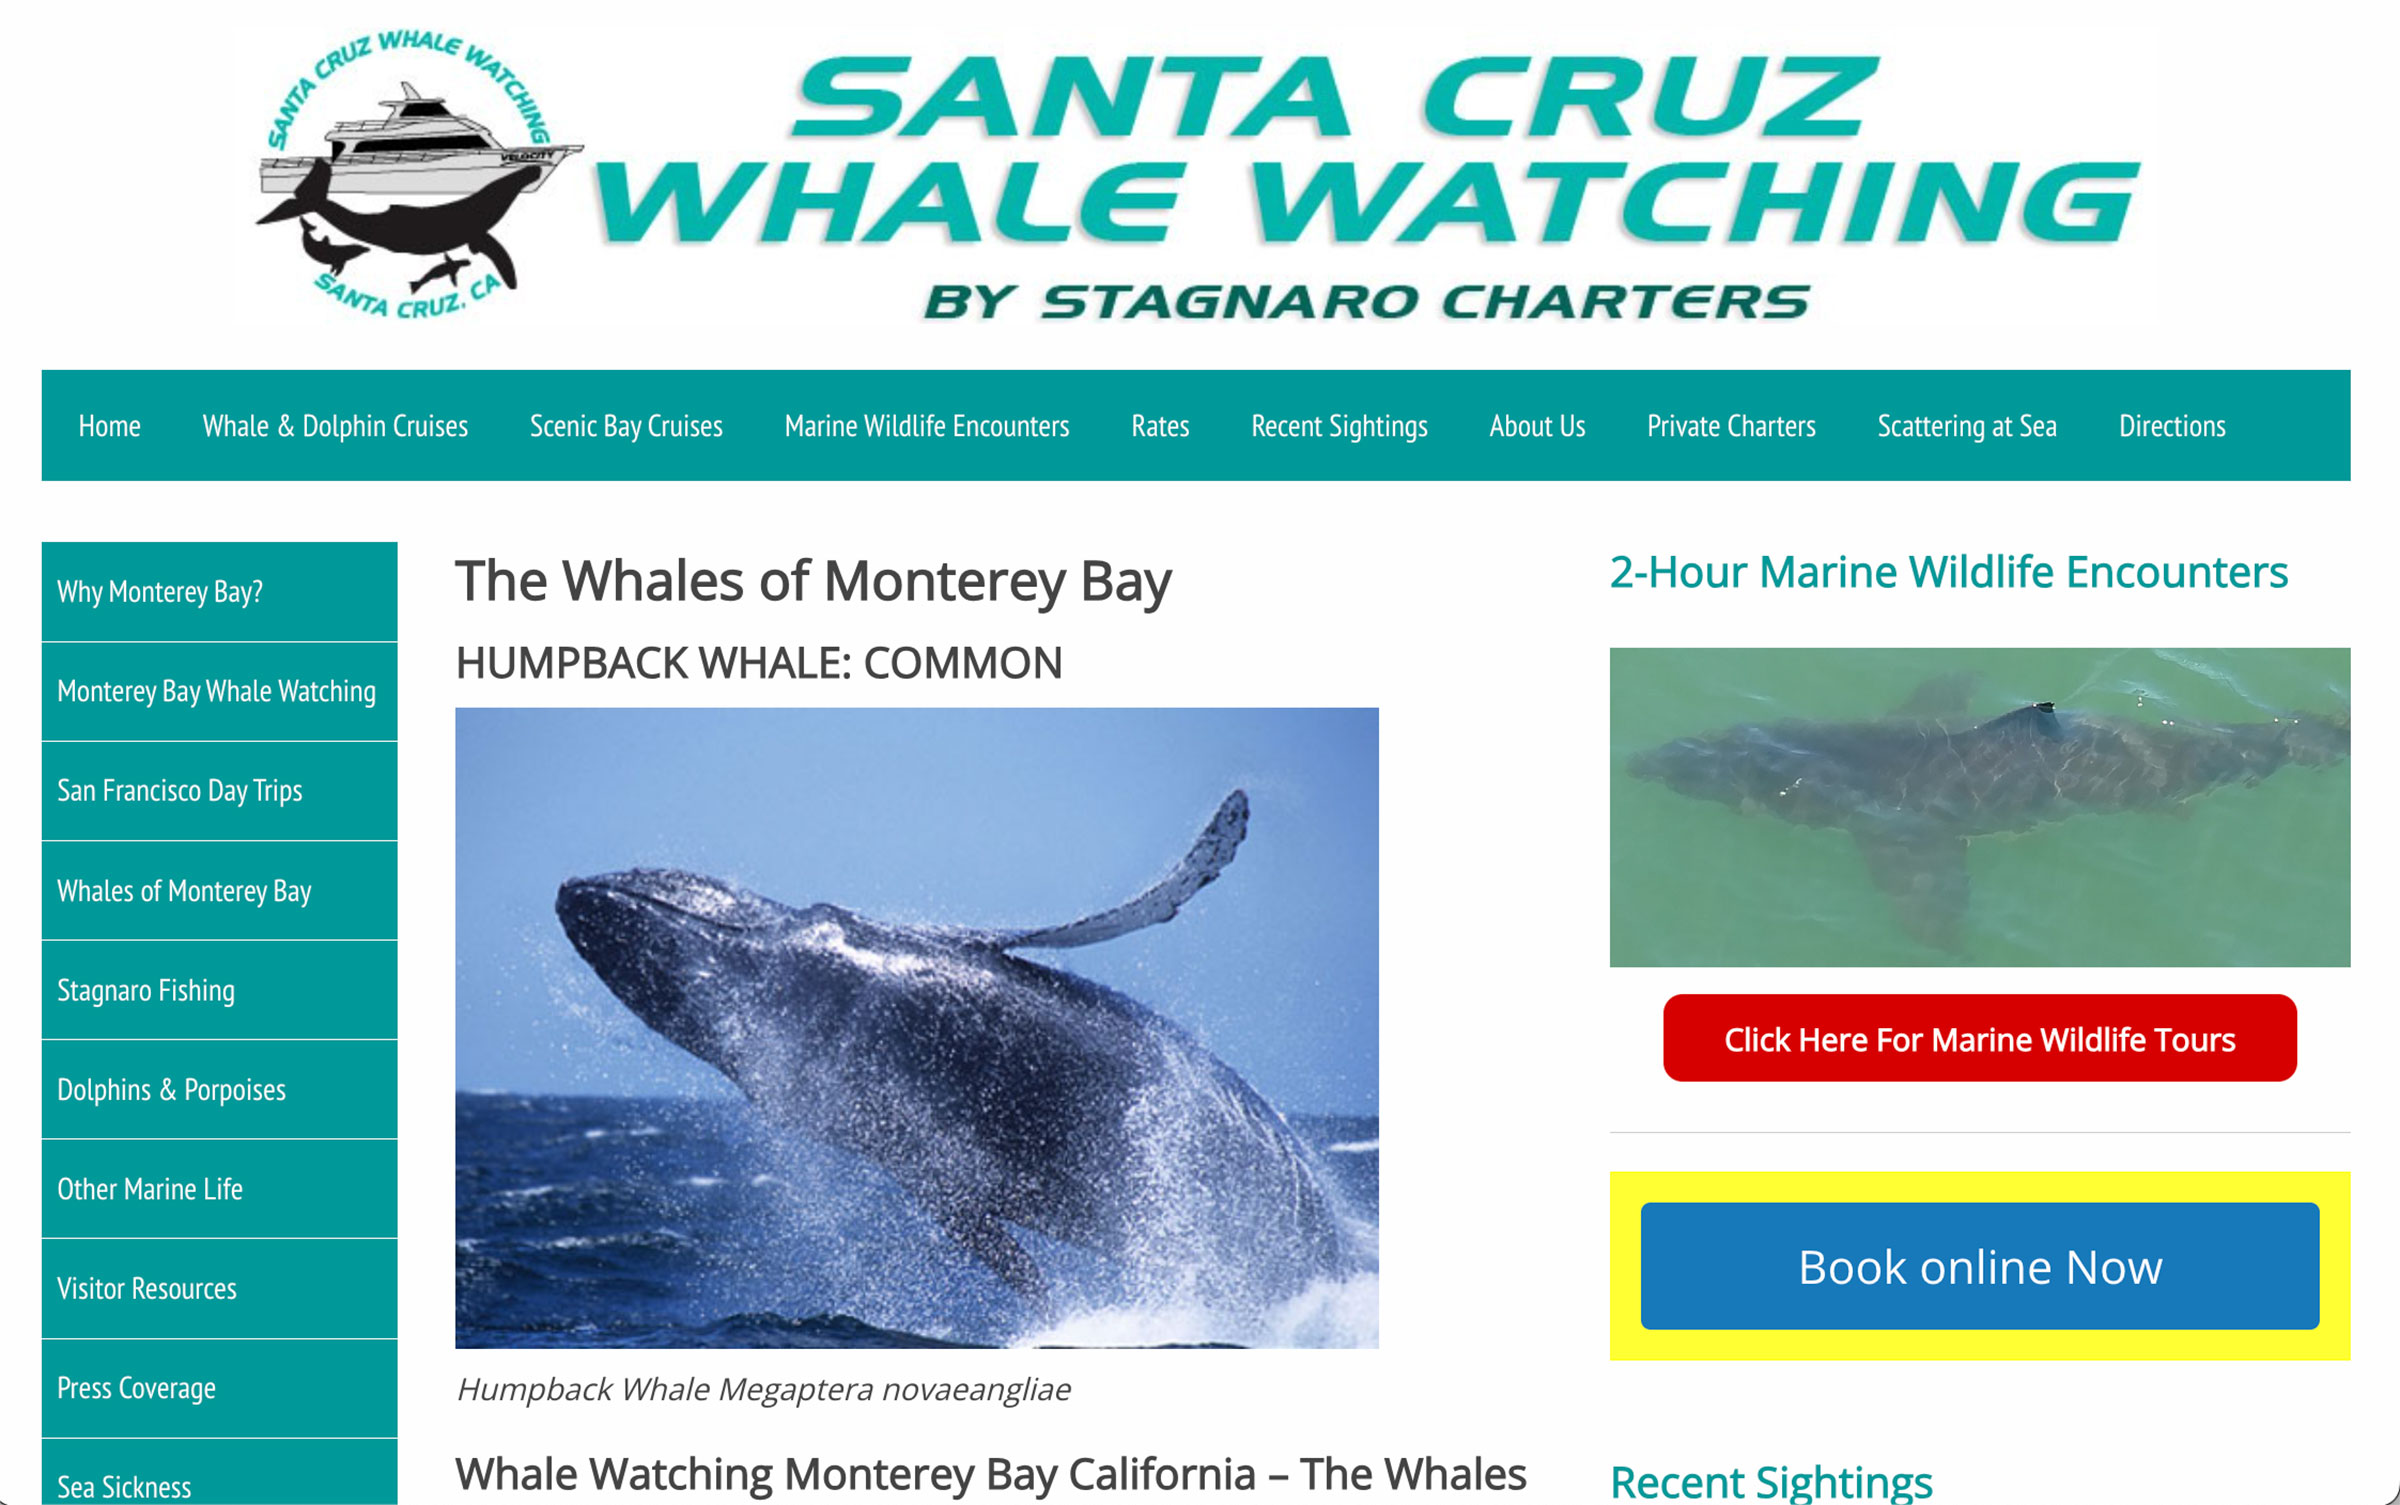 SANTA CRUZ WHALE WATCHING
VELOCITY
SANTA CRUZ, CA
SANTA CRUZ
WHALE WATCHING
BY STAGNARO CHARTERS
Home
Whale & Dolphin Cruises
Scenic Bay Cruises
Marine Wildlife Encounters
Rates
Recent Sightings
About Us
Private Charters
Scattering at Sea
Directions
Why Monterey Bay?
Monterey Bay Whale Watching
San Francisco Day Trips
Whales of Monterey Bay
Stagnaro Fishing
Dolphins & Porpoises
Other Marine Life
Visitor Resources
Press Coverage
Sea Sickness
The Whales of Monterey Bay
HUMPBACK WHALE: COMMON
Humpback Whale Megaptera novaeangliae
Whale Watching Monterey Bay California – The Whales
2-Hour Marine Wildlife Encounters
Click Here For Marine Wildlife Tours
Book online Now
Recent Sightings